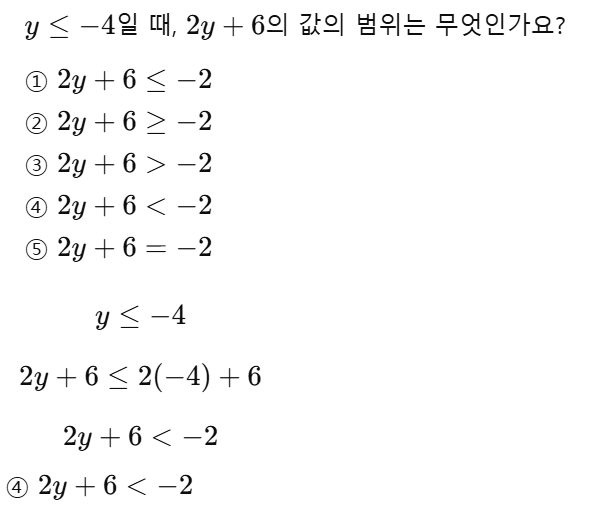 y ≤ −4일 때, 2y + 6의 값의 범위는 무엇인가요?
① 2y + 6 ≤ −2
② 2y + 6 ≥ −2
③ 2y + 6 > −2
④ 2y + 6 < −2
⑤ 2y + 6 = −2
y ≤ −4
2y + 6 ≤ 2(−4) + 6
2y + 6 < −2
④ 2y + 6 < −2